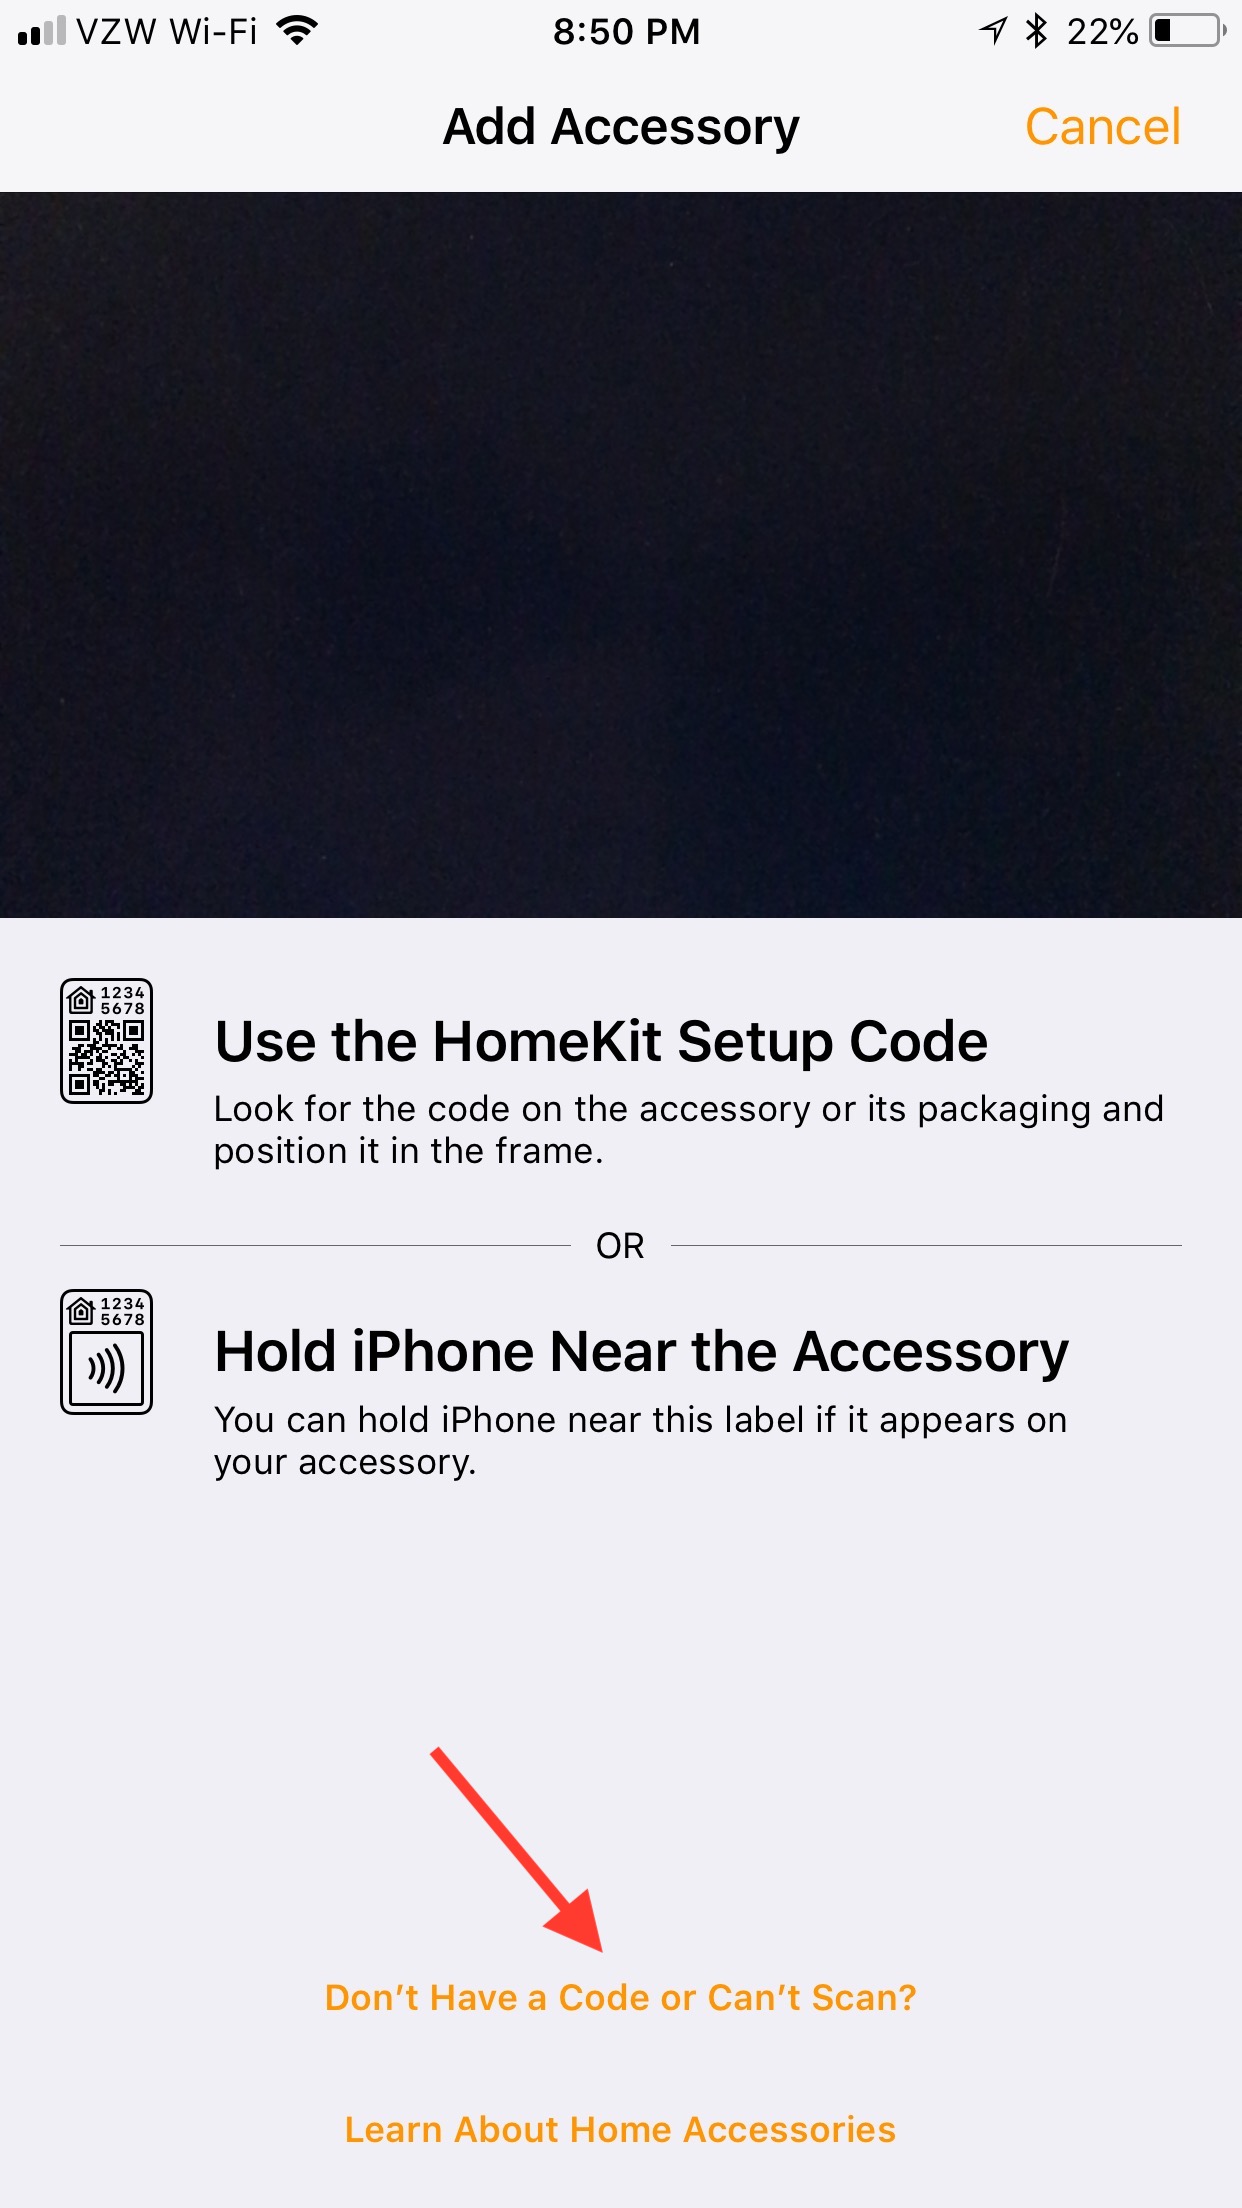 VZW Wi-Fi 8:50 PM 22%
Add Accessory Cancel
1234
5678
Use the HomeKit Setup Code
Look for the code on the accessory or its packaging and
position it in the frame.
OR
1234
5678
Hold iPhone Near the Accessory
You can hold iPhone near this label if it appears on
your accessory.
Don’t Have a Code or Can’t Scan?
Learn About Home Accessories